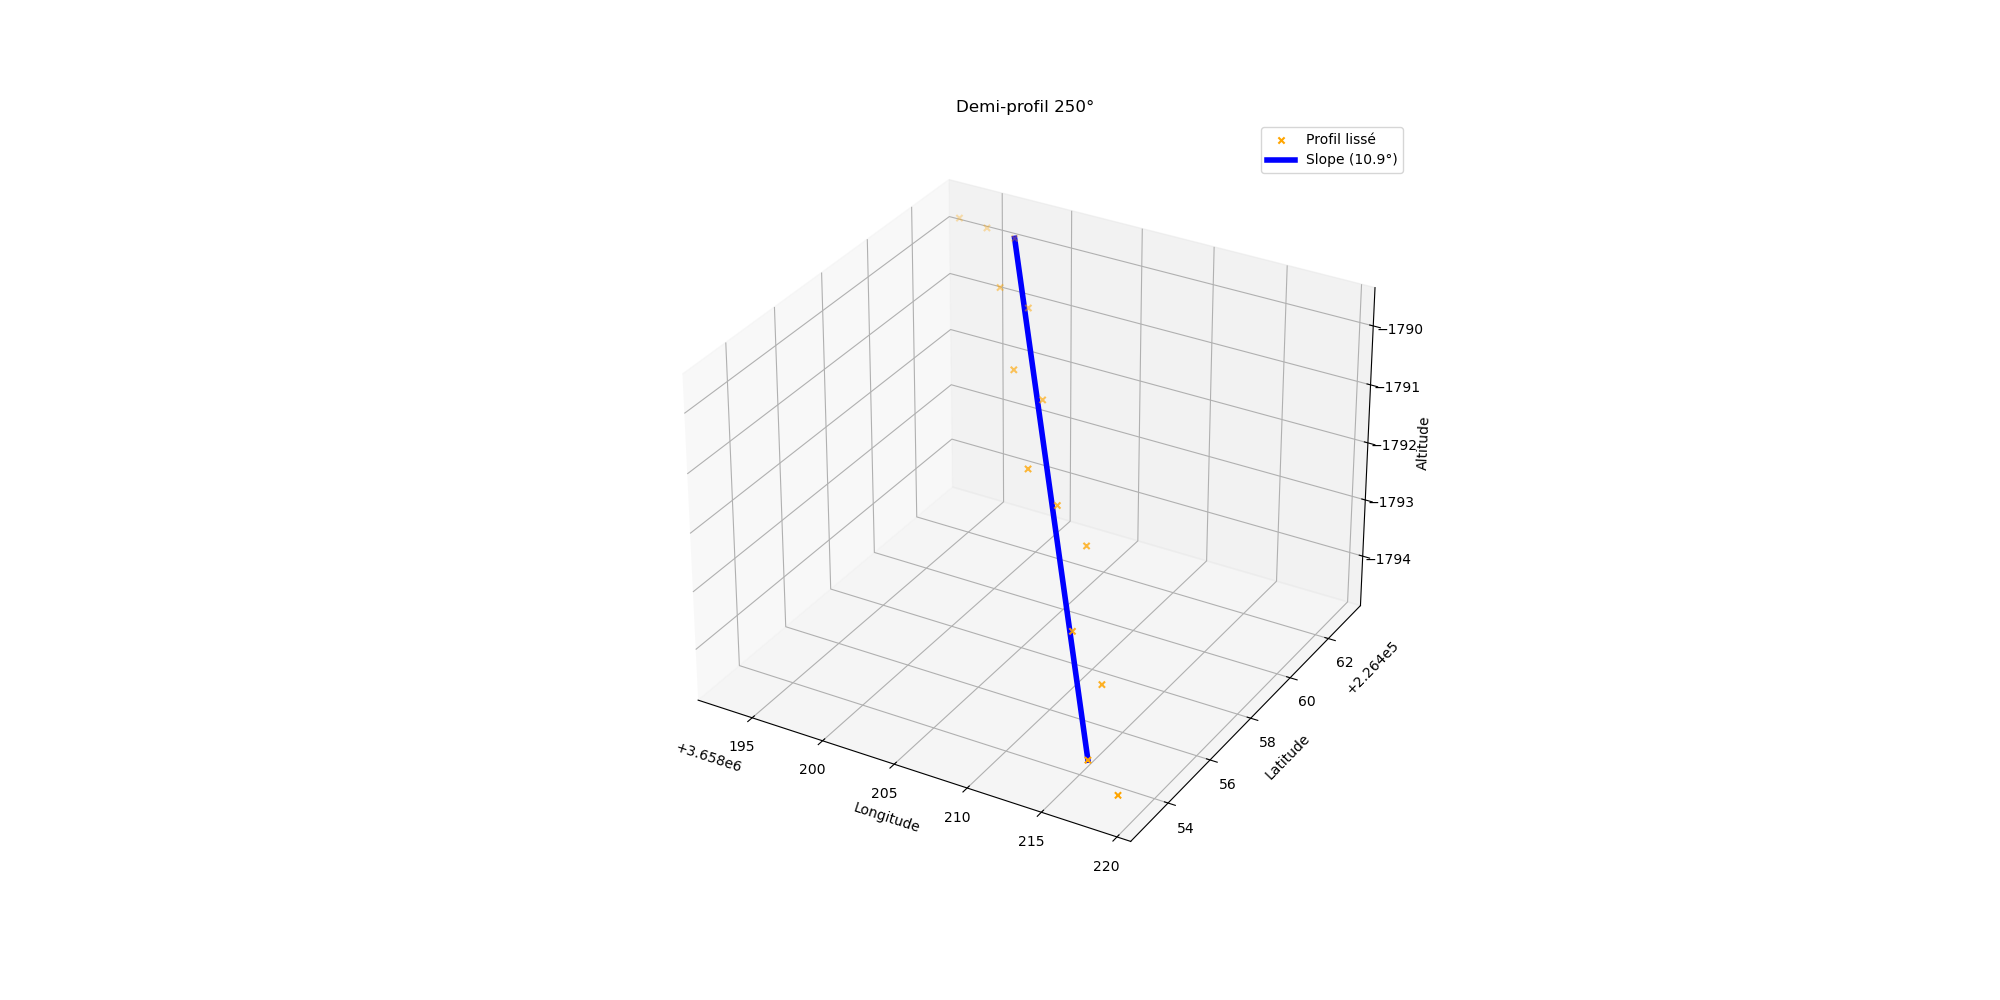 Demi-profil 250°
Profil lissé
Slope (10.9°)
−1790
−1791
−1792
−1793
−1794
Altitude
195
200
205
210
215
220
+3.658e6
Longitude
54
56
58
60
62
+2.264e5
Latitude